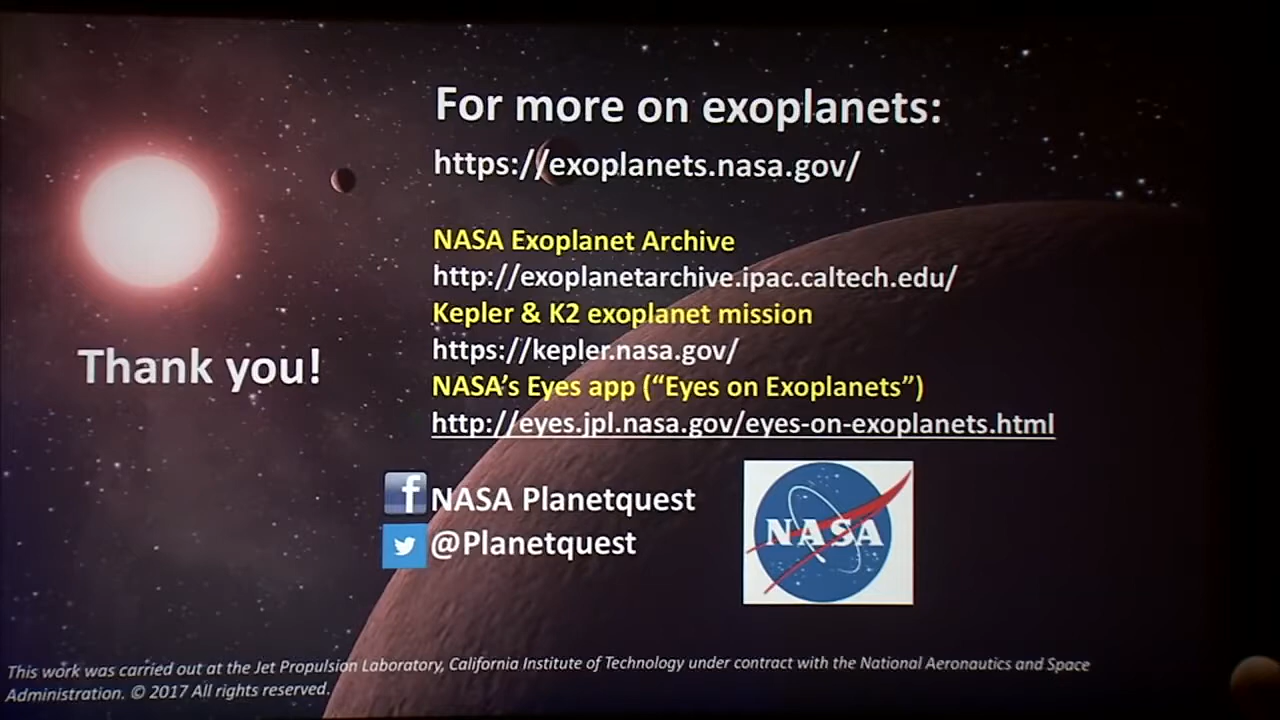 For more on exoplanets:
https://exoplanets.nasa.gov/
NASA Exoplanet Archive
http://exoplanetarchive.ipac.caltech.edu/
Kepler & K2 exoplanet mission
https://kepler.nasa.gov/
NASA’s Eyes app (“Eyes on Exoplanets”)
http://eyes.jpl.nasa.gov/eyes-on-exoplanets.html
Thank you!
f NASA Planetquest
@Planetquest
NASA
This work was carried out at the Jet Propulsion Laboratory, California Institute of Technology under contract with the National Aeronautics and Space
Administration. © 2017 All rights reserved.